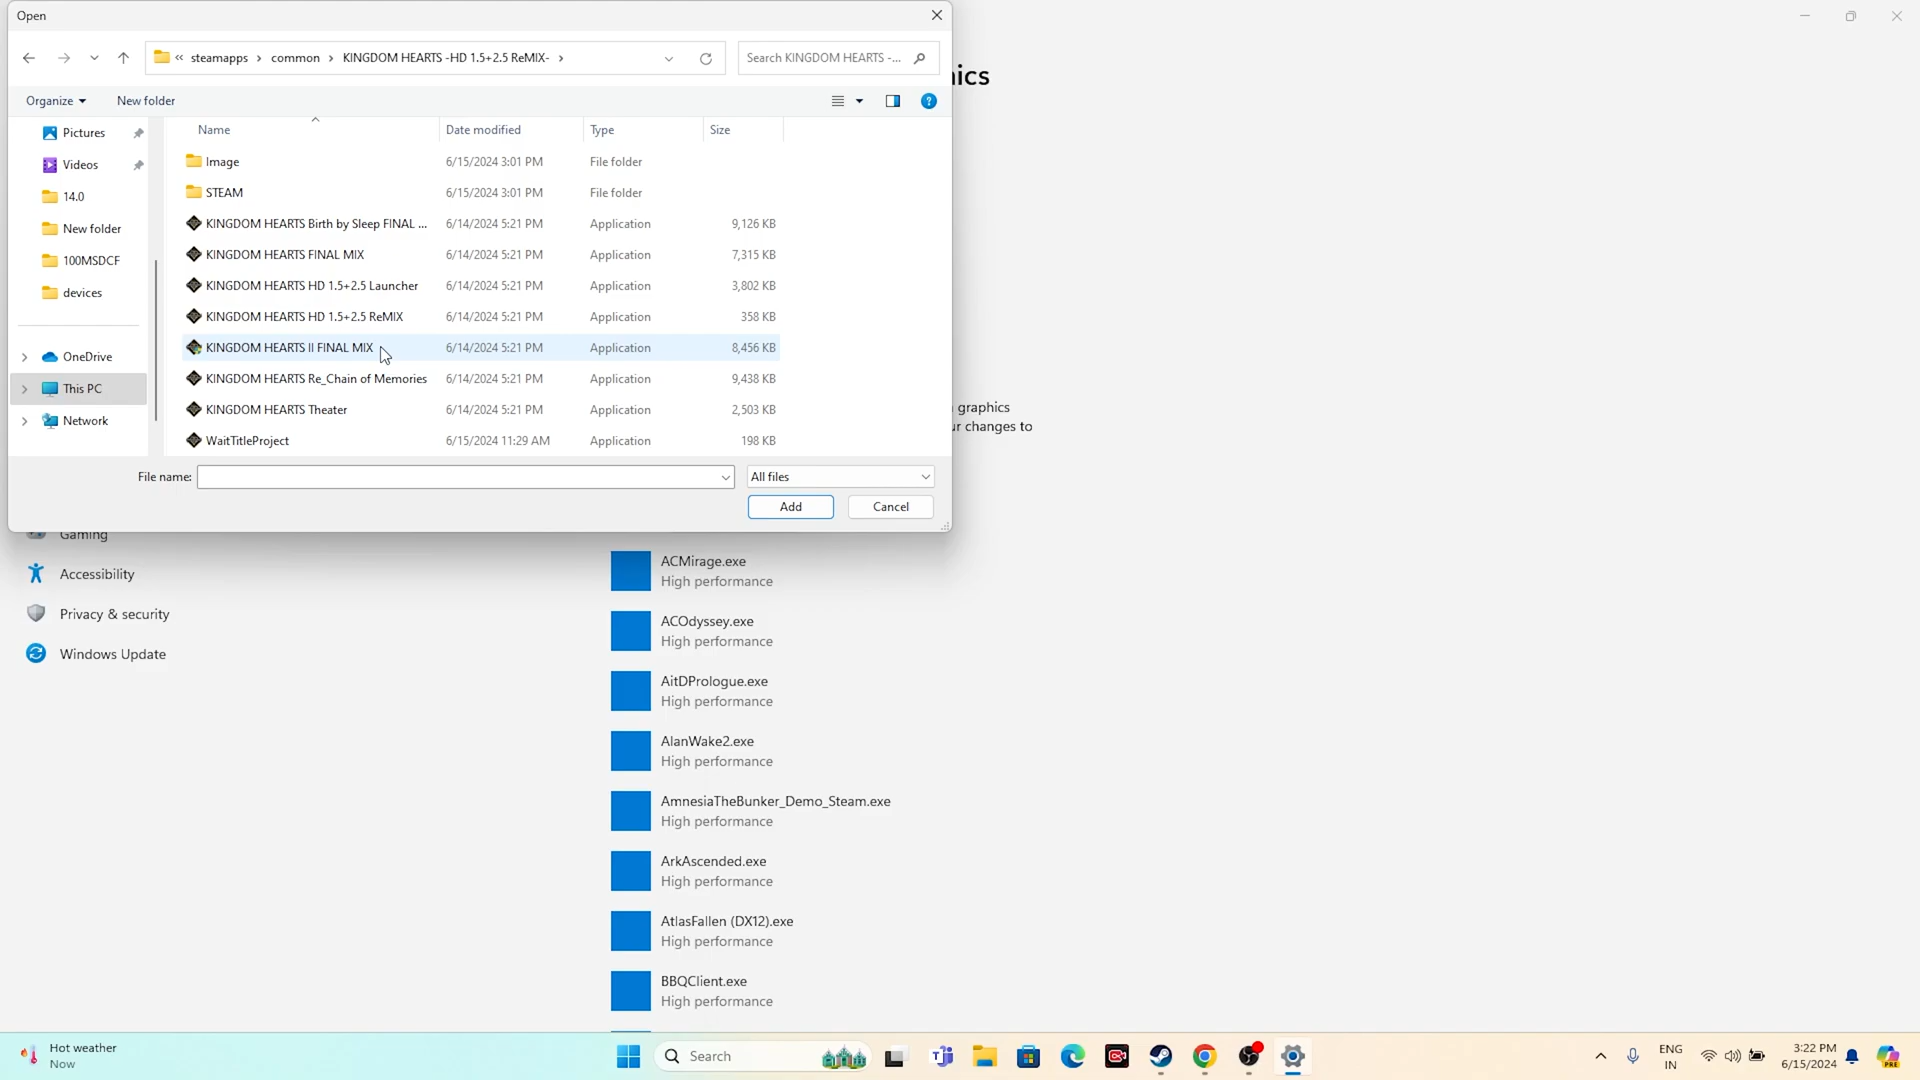 Open
steamapps > common > KINGDOM HEARTS -HD 1.5+2.5 ReMIX- >
Search KINGDOM HEARTS -...
Organize
New folder
Name
Date modified
Type
Size
Pictures
Videos
14.0
New folder
100MSDCF
devices
OneDrive
This PC
Network
Image 6/15/2024 3:01 PM File folder
STEAM 6/15/2024 3:01 PM File folder
KINGDOM HEARTS Birth by Sleep FINAL ... 6/14/2024 5:21 PM Application 9,126 KB
KINGDOM HEARTS FINAL MIX 6/14/2024 5:21 PM Application 7,315 KB
KINGDOM HEARTS HD 1.5+2.5 Launcher 6/14/2024 5:21 PM Application 3,802 KB
KINGDOM HEARTS HD 1.5+2.5 ReMIX 6/14/2024 5:21 PM Application 358 KB
KINGDOM HEARTS II FINAL MIX 6/14/2024 5:21 PM Application 8,456 KB
KINGDOM HEARTS Re_Chain of Memories 6/14/2024 5:21 PM Application 9,438 KB
KINGDOM HEARTS Theater 6/14/2024 5:21 PM Application 2,503 KB
WaitTitleProject 6/15/2024 11:29 AM Application 198 KB
File name:
All files
Add
Cancel
ics
graphics
ur changes to
Gaming
Accessibility
Privacy & security
Windows Update
ACMirage.exe
High performance
ACOdyssey.exe
High performance
AitDPrologue.exe
High performance
AlanWake2.exe
High performance
AmnesiaTheBunker_Demo_Steam.exe
High performance
ArkAscended.exe
High performance
AtlasFallen (DX12).exe
High performance
BBQClient.exe
High performance
Hot weather
Now
Search
ENG
IN
3:22 PM
6/15/2024
PRE